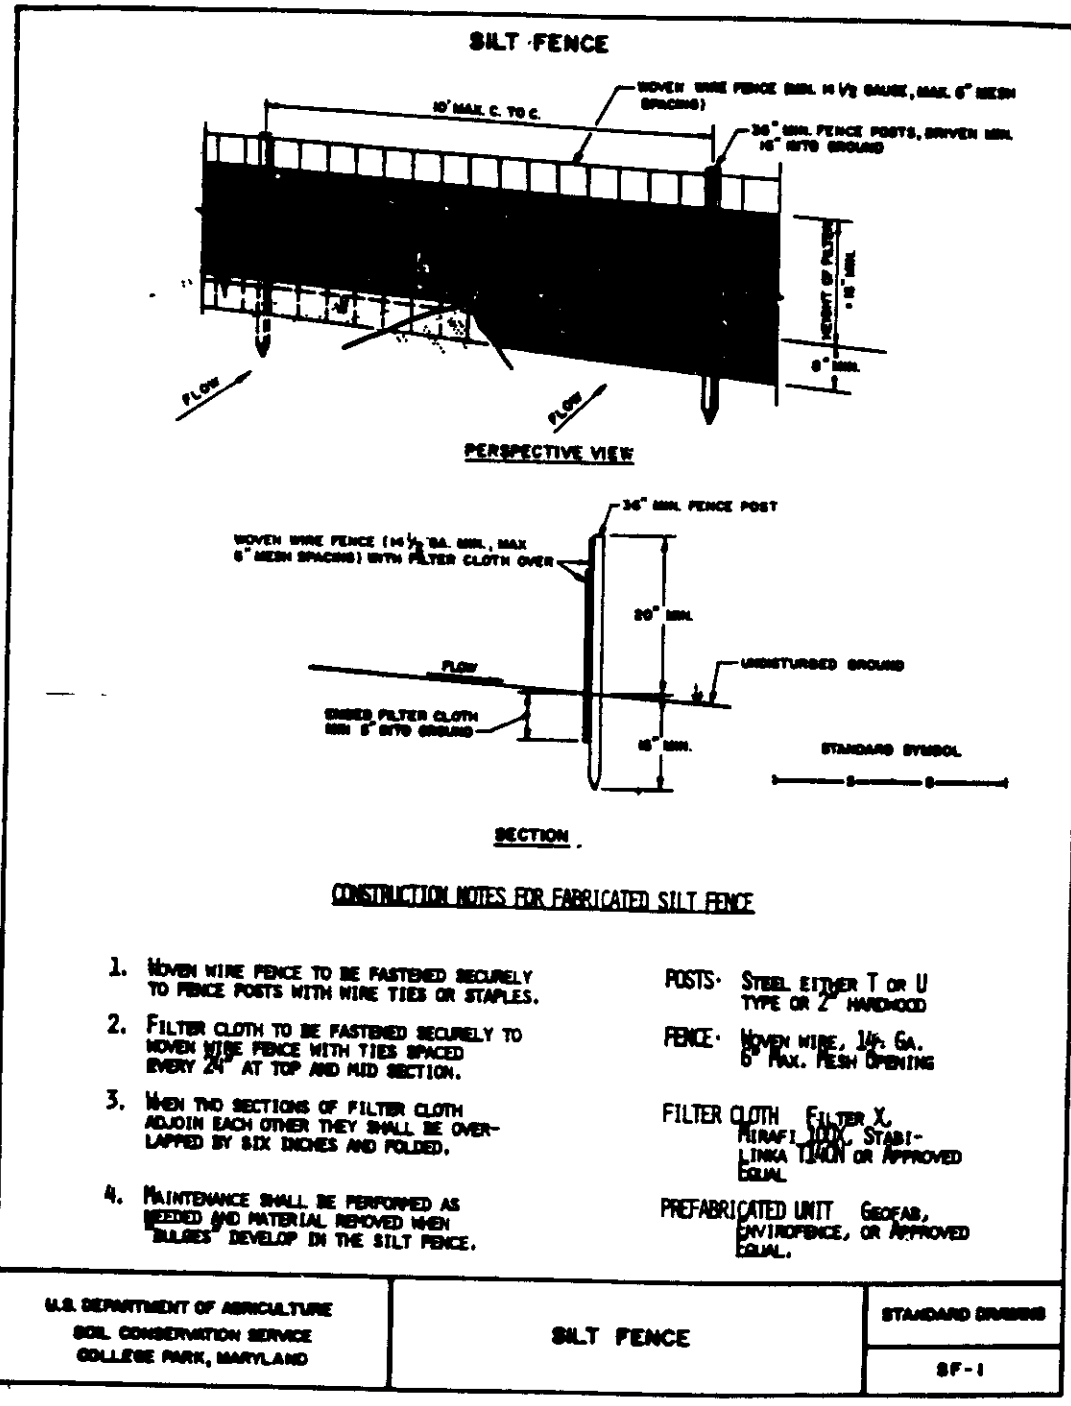 SILT FENCE
WOVEN WIRE FENCE (MIN. 14 1/2 GAUGE, MAX. 6" MESH
SPACING)
10' MAX. C. TO C.
36" MIN. FENCE POSTS, DRIVEN MIN.
16" INTO GROUND
HEIGHT OF FILTER
= 16" MIN.
8" MIN.
FLOW
FLOW
PERSPECTIVE VIEW
36" MIN. FENCE POST
WOVEN WIRE FENCE (14 1/2 GA. MIN., MAX
6" MESH SPACING) WITH FILTER CLOTH OVER
20" MIN.
FLOW
UNDISTURBED GROUND
EMBED FILTER CLOTH
MIN 8" INTO GROUND
16" MIN.
STANDARD SYMBOL
SECTION
CONSTRUCTION NOTES FOR FABRICATED SILT FENCE
1. WOVEN WIRE FENCE TO BE FASTENED SECURELY
TO FENCE POSTS WITH WIRE TIES OR STAPLES.
2. FILTER CLOTH TO BE FASTENED SECURELY TO
WOVEN WIRE FENCE WITH TIES SPACED
EVERY 24" AT TOP AND MID SECTION.
3. WHEN TWO SECTIONS OF FILTER CLOTH
ADJOIN EACH OTHER THEY SHALL BE OVER-
LAPPED BY SIX INCHES AND FOLDED.
4. MAINTENANCE SHALL BE PERFORMED AS
NEEDED AND MATERIAL REMOVED WHEN
"BULGES" DEVELOP IN THE SILT FENCE.
POSTS: STEEL EITHER T OR U
TYPE OR 2" HARDWOOD
FENCE: WOVEN WIRE, 14½ GA.
6" MAX. MESH OPENING
FILTER CLOTH FILTER X,
MIRAFI 100X, STABI-
LINKA T140N OR APPROVED
EQUAL
PREFABRICATED UNIT GEOFAB,
ENVIROFENCE, OR APPROVED
EQUAL.
U.S. DEPARTMENT OF AGRICULTURE
SOIL CONSERVATION SERVICE
COLLEGE PARK, MARYLAND
SILT FENCE
STANDARD DRAWING
SF-1